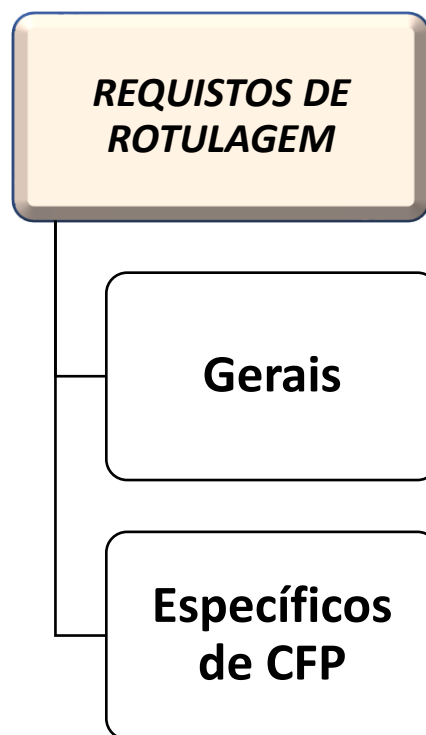 REQUISTOS DE
ROTULAGEM
Gerais
Específicos
de CFP